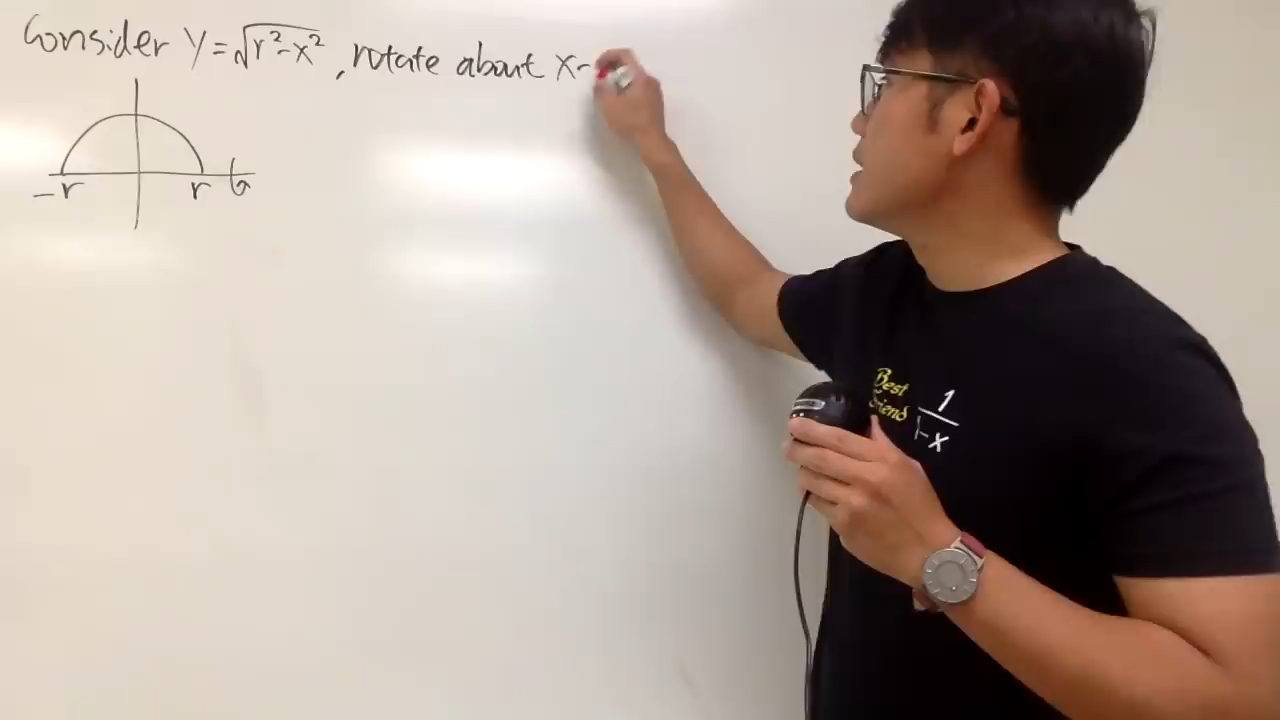 Consider y=√r²-x², rotate about x-
-r r
Best
Friend
1
1-x